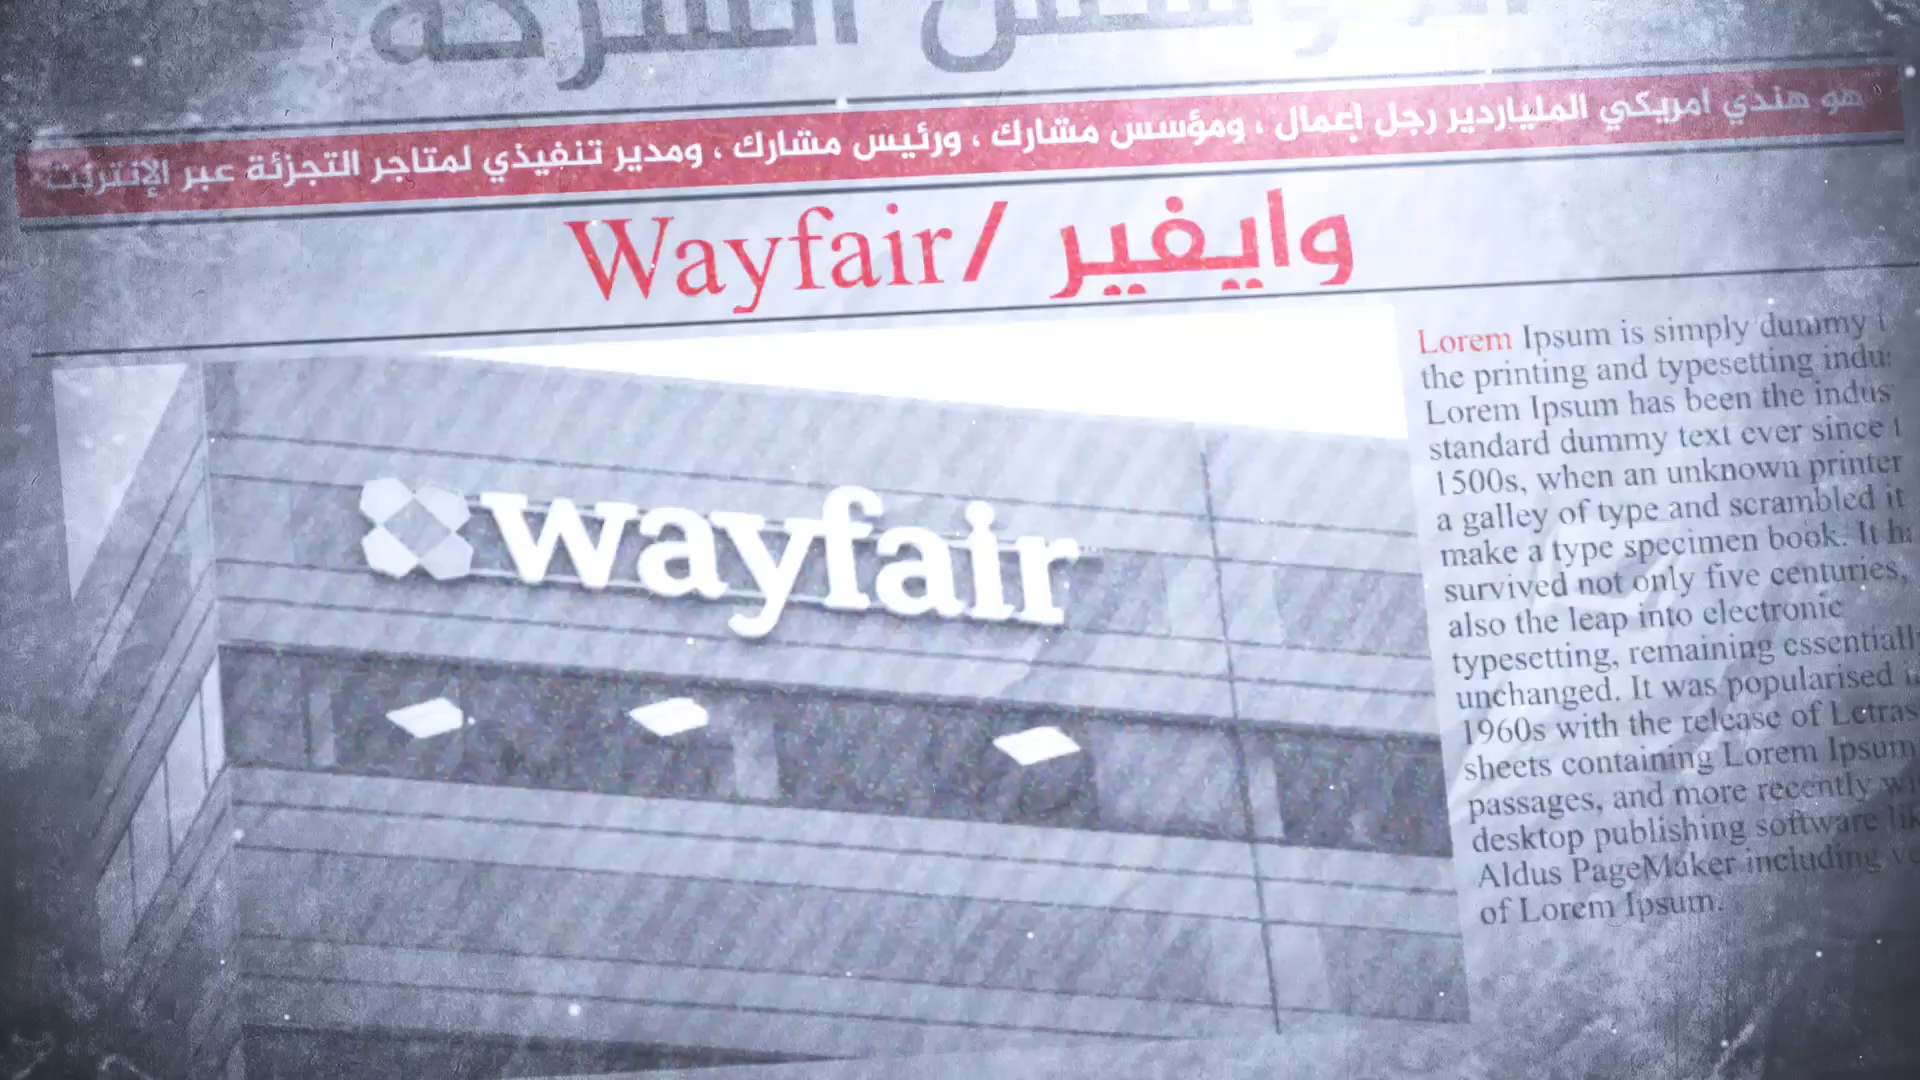 مؤسس الشركة
هو هندي امريكي الملياردير رجل اعمال ، ومؤسس مشارك ، ورئيس مشارك ، ومدير تنفيذي لمتاجر التجزئة عبر الإنترنت
Wayfair/ وايفير
wayfair
Lorem Ipsum is simply dummy
the printing and typesetting
Lorem Ipsum has been the
standard dummy text ever since
1500s, when an unknown printer
a galley of type and scrambled it
make a type specimen book. It
survived not only five centuries,
also the leap into electronic
typesetting, remaining essentially
unchanged. It was popularised
1960s with the release of
sheets containing Lorem Ipsum
passages, and more recently
desktop publishing software
Aldus PageMaker including
of Lorem Ipsum.